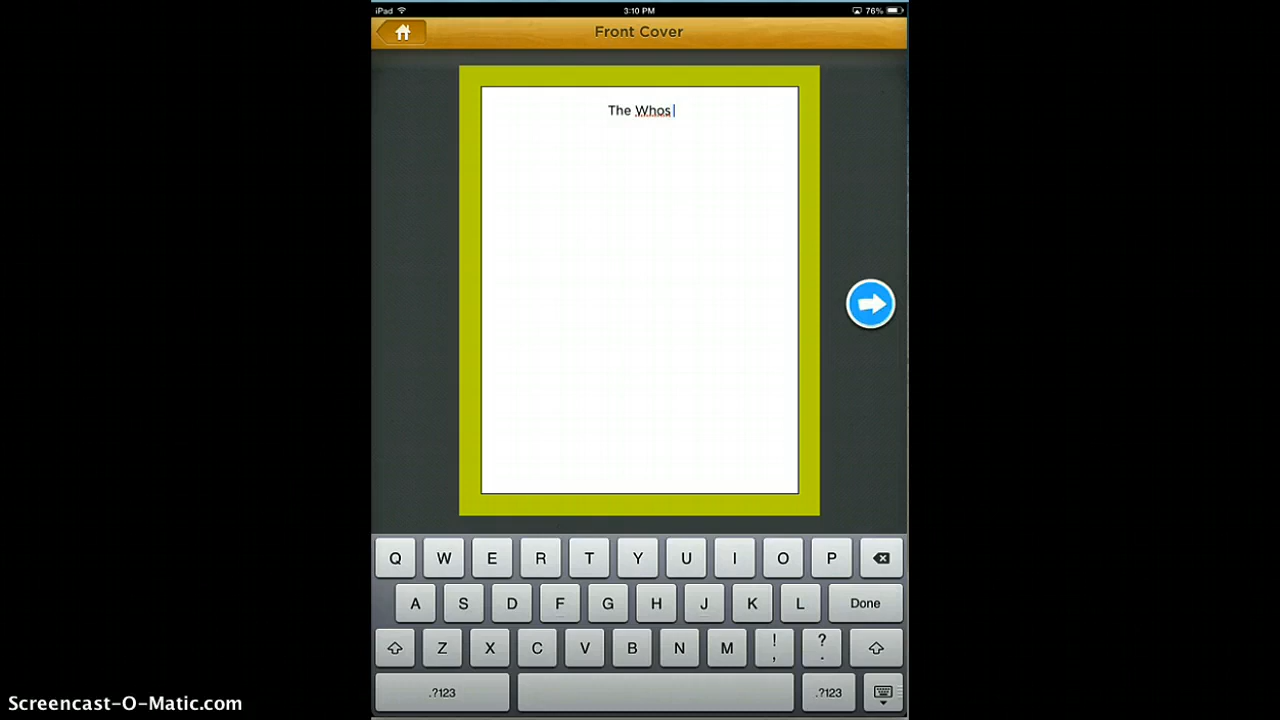 iPad 3:10 PM 76%
Front Cover
The Whos
Q W E R T Y U I O P
A S D F G H J K L Done
Z X C V B N M ! , ? .
.?123 .?123
Screencast-O-Matic.com